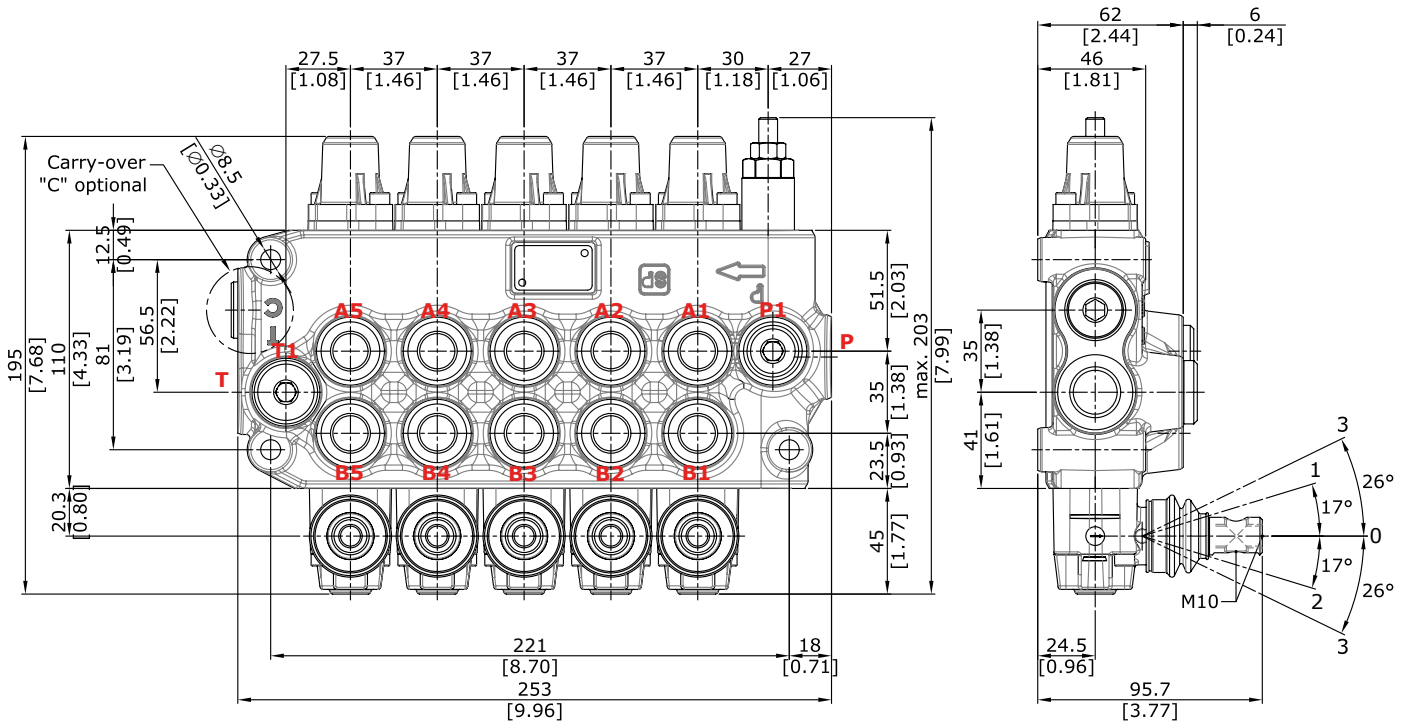 62
[2.44]
6
[0.24]
46
[1.81]
27.5
[1.08]
37
[1.46]
37
[1.46]
37
[1.46]
37
[1.46]
30
[1.18]
27
[1.06]
Carry-over
"C" optional
Ø8.5
[Ø0.33]
12.5
[0.49]
195
[7.68]
110
[4.33]
81
[3.19]
56.5
[2.22]
20.3
[0.80]
C
T
SP
P
A5
A4
A3
A2
A1
P1
T1
T
P
B5
B4
B3
B2
B1
51.5
[2.03]
35
[1.38]
23.5
[0.93]
45
[1.77]
max. 203
[7.99]
35
[1.38]
41
[1.61]
3
1
26°
17°
0
17°
26°
2
3
M10
221
[8.70]
18
[0.71]
253
[9.96]
24.5
[0.96]
95.7
[3.77]